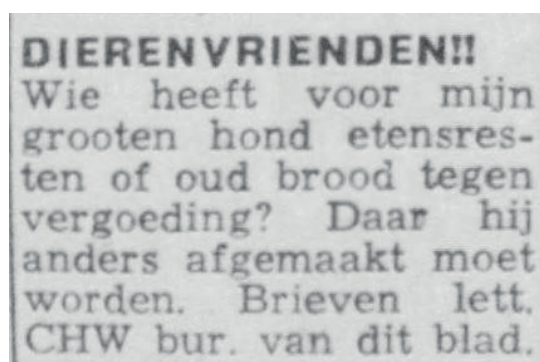 DIERENVRIENDEN!!
Wie heeft voor mijn
grooten hond etensres-
ten of oud brood tegen
vergoeding? Daar hij
anders afgemaakt moet
worden. Brieven lett.
CHW bur. van dit blad.